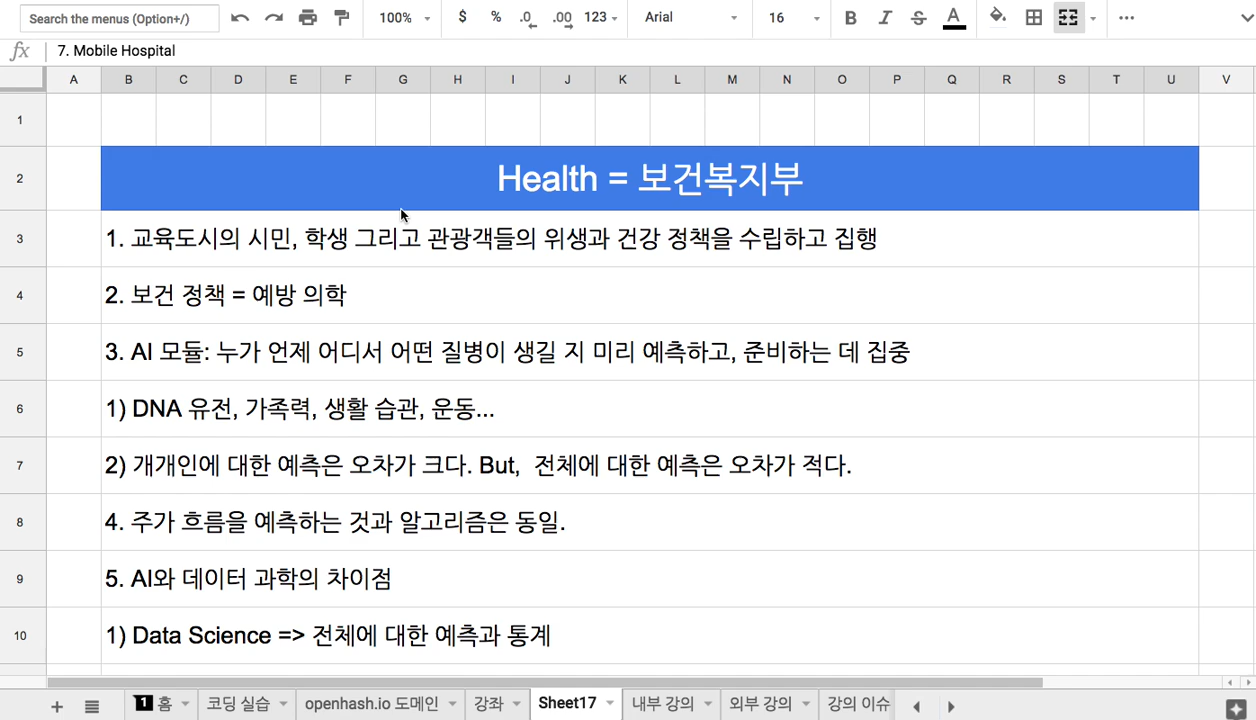 Search the menus (Option+/)
100%
$ % .0 .00 123
Arial
16
B I S A
fx 7. Mobile Hospital
A B C D E F G H I J K L M N O P Q R S T U V
1
2 Health = 보건복지부
3 1. 교육도시의 시민, 학생 그리고 관광객들의 위생과 건강 정책을 수립하고 집행
4 2. 보건 정책 = 예방 의학
5 3. AI 모듈: 누가 언제 어디서 어떤 질병이 생길 지 미리 예측하고, 준비하는 데 집중
6 1) DNA 유전, 가족력, 생활 습관, 운동...
7 2) 개개인에 대한 예측은 오차가 크다. But, 전체에 대한 예측은 오차가 적다.
8 4. 주가 흐름을 예측하는 것과 알고리즘은 동일.
9 5. AI와 데이터 과학의 차이점
10 1) Data Science => 전체에 대한 예측과 통계
1 홈 코딩 실습 openhash.io 도메인 강좌 Sheet17 내부 강의 외부 강의 강의 이슈